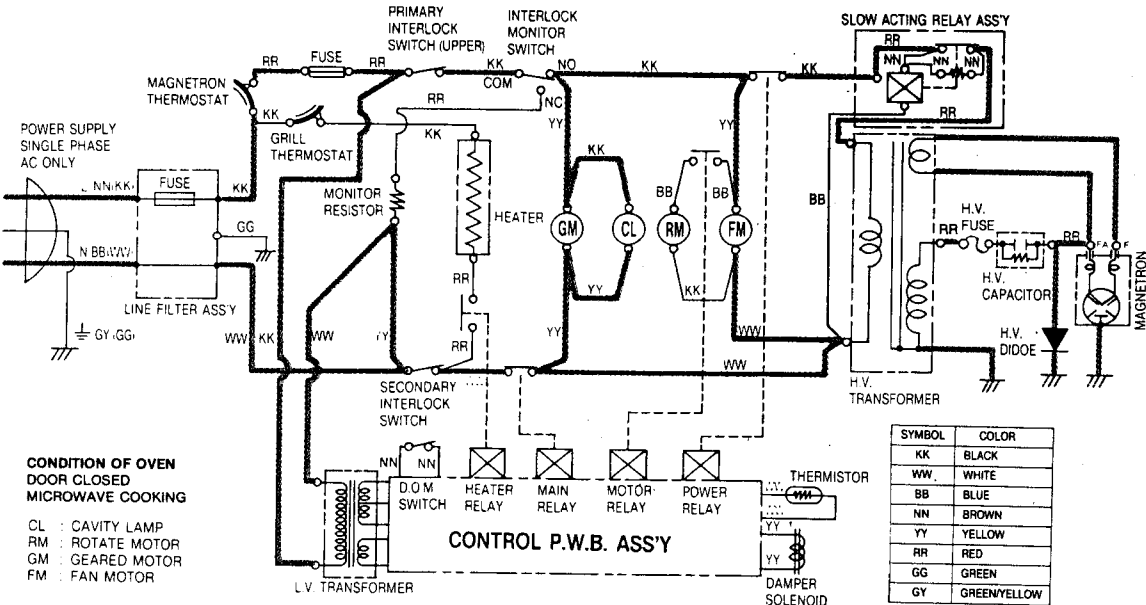 SLOW ACTING RELAY ASS'Y
PRIMARY
INTERLOCK
SWITCH (UPPER)
INTERLOCK
MONITOR
SWITCH
RR
FUSE
RR
KK
COM
NO
KK
KK
RR
NN
NN
NN
RR
MAGNETRON
THERMOSTAT
RR
NC
KK
GRILL
THERMOSTAT
KK
YY
YY
POWER SUPPLY
SINGLE PHASE
AC ONLY
L NN(KK)
FUSE
KK
MONITOR
RESISTOR
HEATER
KK
BB
BB
BB
GM
CL
RM
FM
GG
N BB(WW)
LINE FILTER ASS'Y
GY (GG)
RR
YY
KK
H.V.
FUSE
RR
RR
FA
F
H.V.
CAPACITOR
MAGNETRON
WW
KK
WW
YY
RR
YY
WW
WW
H.V.
DIDOE
SECONDARY
INTERLOCK
SWITCH
H.V.
TRANSFORMER
CONDITION OF OVEN
DOOR CLOSED
MICROWAVE COOKING
CL : CAVITY LAMP
RM : ROTATE MOTOR
GM : GEARED MOTOR
FM : FAN MOTOR
NN
NN
D.O.M
SWITCH
HEATER
RELAY
MAIN
RELAY
MOTOR
RELAY
POWER
RELAY
THERMISTOR
CONTROL P.W.B. ASS'Y
YY
YY
DAMPER
SOLENOID
L.V. TRANSFORMER
SYMBOL COLOR
KK BLACK
WW WHITE
BB BLUE
NN BROWN
YY YELLOW
RR RED
GG GREEN
GY GREEN/YELLOW